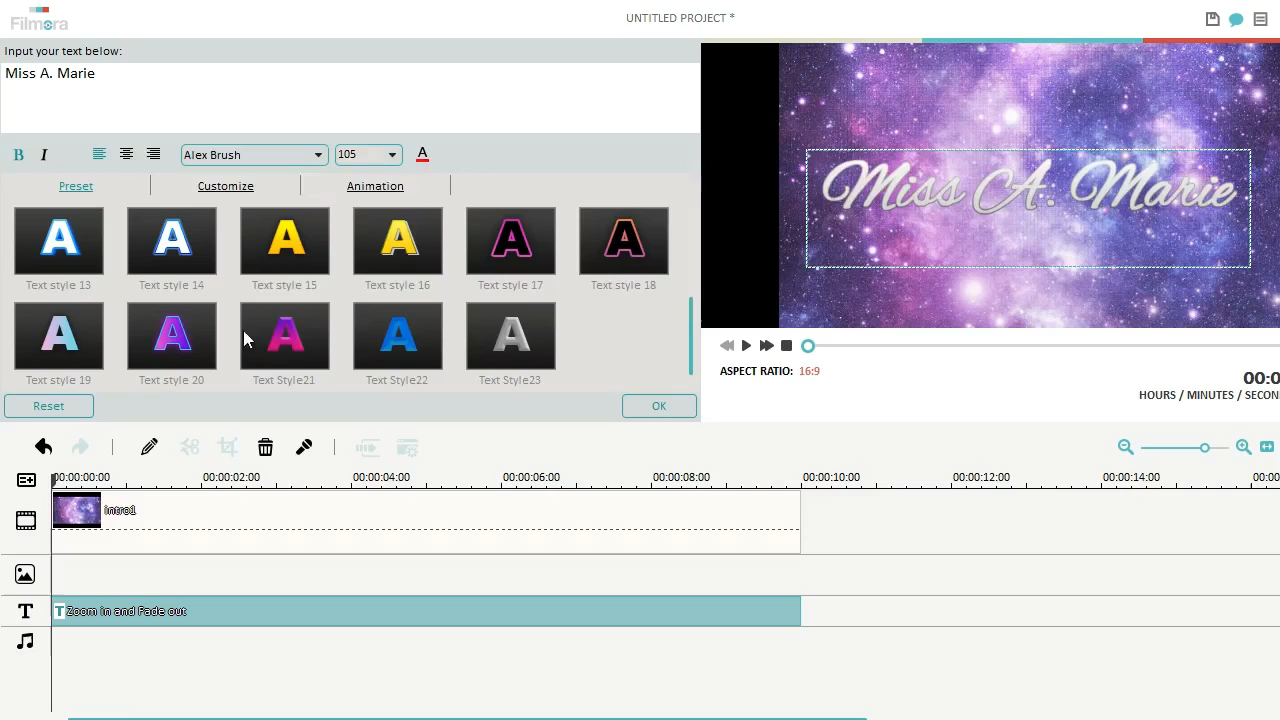 Filmora
UNTITLED PROJECT *
Input your text below:
Miss A. Marie
B I
Alex Brush
105
A
Preset
Customize
Animation
A A A A A A
Text style 13
Text style 14
Text style 15
Text style 16
Text style 17
Text style 18
A A A A A
Text style 19
Text style 20
Text Style21
Text Style22
Text Style23
Reset
OK
Miss A. Marie
ASPECT RATIO: 16:9
00:0
HOURS / MINUTES / SECON
00:00:00:00
00:00:02:00
00:00:04:00
00:00:06:00
00:00:08:00
00:00:10:00
00:00:12:00
00:00:14:00
00:00
intro1
T
T Zoom in and Fade out